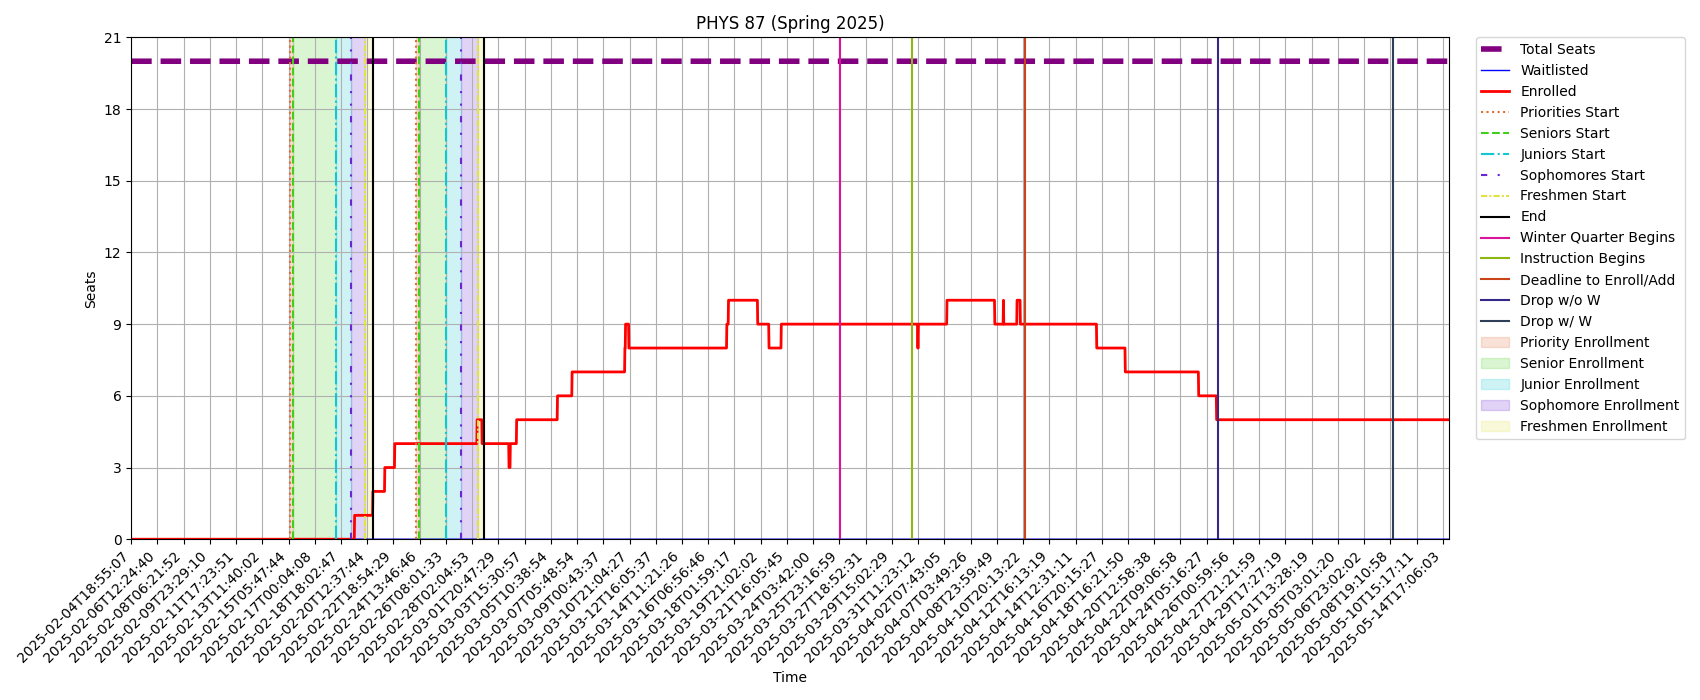 PHYS 87 (Spring 2025)
21
18
15
12
9
6
3
0
Seats
2025-02-04T18:55:07
2025-02-06T12:24:40
2025-02-08T06:21:52
2025-02-09T23:29:10
2025-02-11T17:23:51
2025-02-13T11:40:02
2025-02-15T05:47:44
2025-02-17T00:04:08
2025-02-18T18:02:47
2025-02-20T12:37:44
2025-02-22T18:54:29
2025-02-24T13:46:46
2025-02-26T08:01:33
2025-02-28T02:04:53
2025-03-01T20:47:29
2025-03-03T15:30:57
2025-03-05T10:38:54
2025-03-07T05:48:54
2025-03-09T00:43:37
2025-03-10T21:04:27
2025-03-12T16:05:37
2025-03-14T11:21:26
2025-03-16T06:56:46
2025-03-18T01:59:17
2025-03-19T21:02:02
2025-03-21T16:05:45
2025-03-24T03:42:00
2025-03-25T23:16:59
2025-03-27T18:52:31
2025-03-29T15:02:29
2025-03-31T11:23:12
2025-04-02T07:43:05
2025-04-07T03:49:26
2025-04-08T23:59:49
2025-04-10T20:13:22
2025-04-12T16:13:19
2025-04-14T12:31:11
2025-04-16T20:15:27
2025-04-18T16:21:50
2025-04-20T12:58:38
2025-04-22T09:06:58
2025-04-24T05:16:27
2025-04-26T00:59:56
2025-04-27T21:21:59
2025-04-29T17:27:19
2025-05-01T13:28:19
2025-05-05T03:01:20
2025-05-06T23:02:02
2025-05-08T19:10:58
2025-05-10T15:17:11
2025-05-14T17:06:03
Time
Total Seats
Waitlisted
Enrolled
Priorities Start
Seniors Start
Juniors Start
Sophomores Start
Freshmen Start
End
Winter Quarter Begins
Instruction Begins
Deadline to Enroll/Add
Drop w/o W
Drop w/ W
Priority Enrollment
Senior Enrollment
Junior Enrollment
Sophomore Enrollment
Freshmen Enrollment